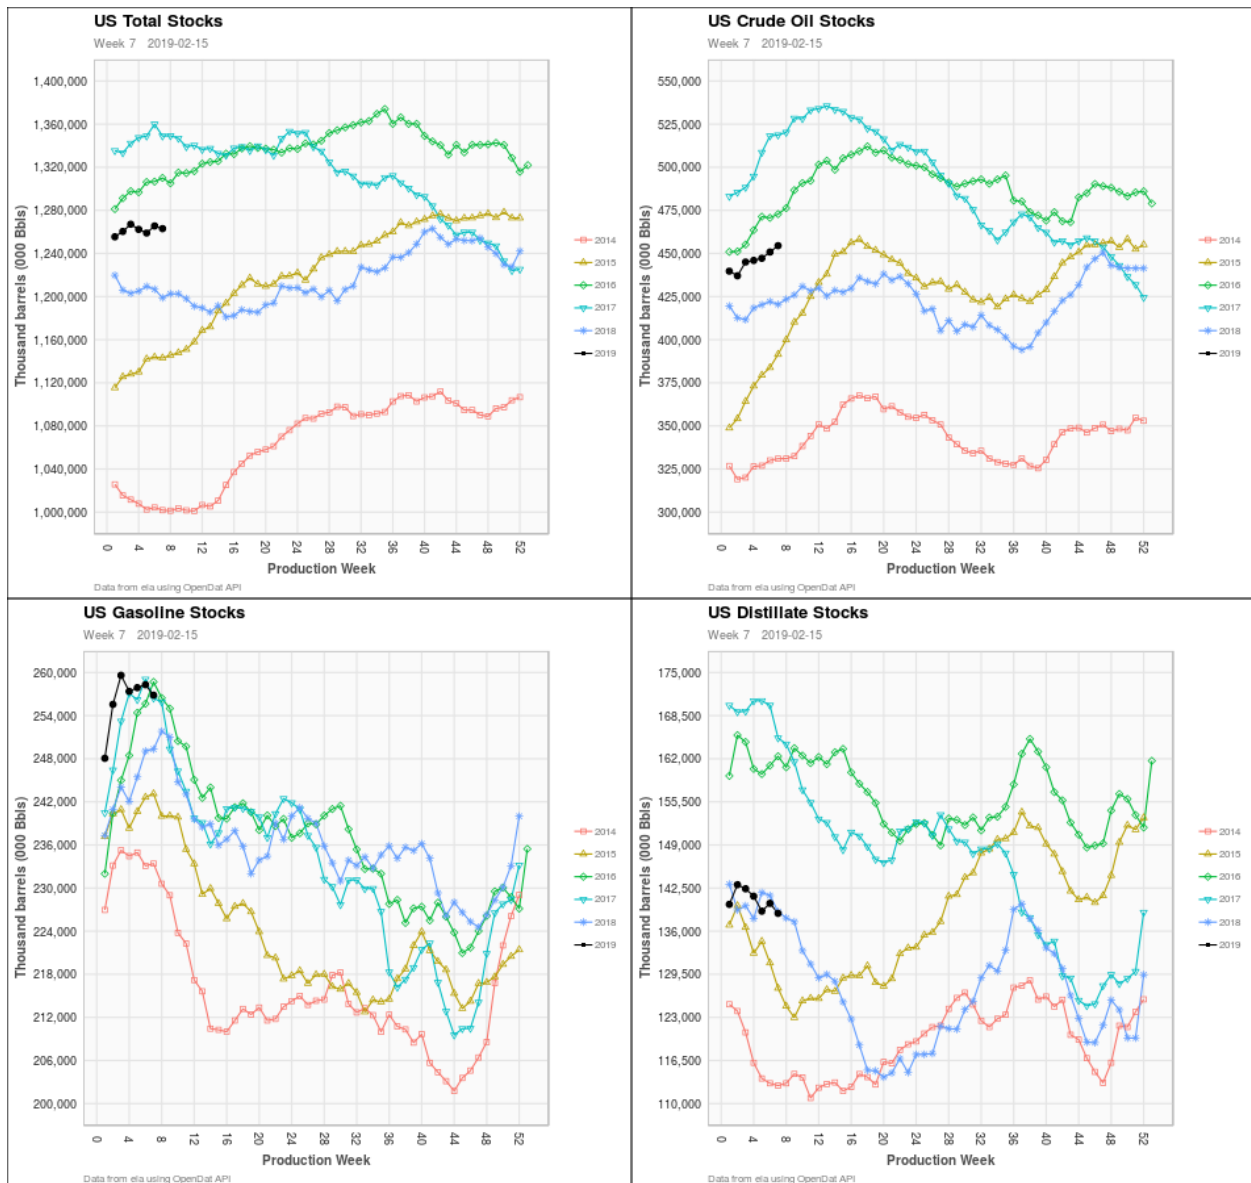 US Total Stocks
Week 7 2019-02-15
Thousand barrels (000 Bbls)
1,400,000
1,360,000
1,320,000
1,280,000
1,240,000
1,200,000
1,160,000
1,120,000
1,080,000
1,040,000
1,000,000
0 4 8 12 16 20 24 28 32 36 40 44 48 52
Production Week
2014
2015
2016
2017
2018
2019
Data from eia using OpenDat API
US Crude Oil Stocks
Week 7 2019-02-15
Thousand barrels (000 Bbls)
550,000
525,000
500,000
475,000
450,000
425,000
400,000
375,000
350,000
325,000
300,000
0 4 8 12 16 20 24 28 32 36 40 44 48 52
Production Week
2014
2015
2016
2017
2018
2019
Data from eia using OpenDat API
US Gasoline Stocks
Week 7 2019-02-15
Thousand barrels (000 Bbls)
260,000
254,000
248,000
242,000
236,000
230,000
224,000
218,000
212,000
206,000
200,000
0 4 8 12 16 20 24 28 32 36 40 44 48 52
Production Week
2014
2015
2016
2017
2018
2019
Data from eia using OpenDat API
US Distillate Stocks
Week 7 2019-02-15
Thousand barrels (000 Bbls)
175,000
168,500
162,000
155,500
149,000
142,500
136,000
129,500
123,000
116,500
110,000
0 4 8 12 16 20 24 28 32 36 40 44 48 52
Production Week
2014
2015
2016
2017
2018
2019
Data from eia using OpenDat API